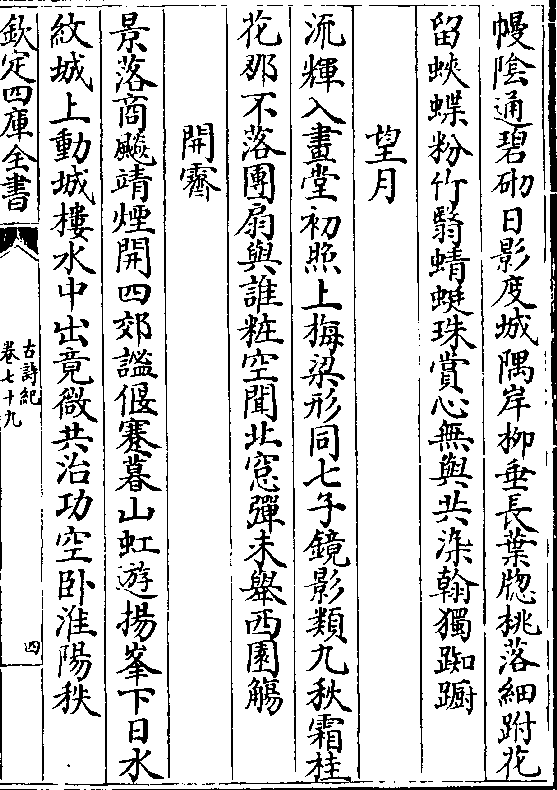 幔陰通碧砌日影度城隅岸栁垂長葉牎桃落細跗花
留蛺蝶粉竹翳蜻蜓珠賞心無與共染翰獨踟蹰
望月
流輝入畫堂初照上梅梁形同七子鏡影類九秋霜桂
花那不落團扇與誰粧空聞北窓彈未舉西園觴
開霽
景落商飈靖煙開四郊謐偃蹇暮山虹遊揚峯下日水
紋城上動城樓水中出竟微共治功空卧淮陽秩
欽定四庫全書
古詩紀
卷七十九
四